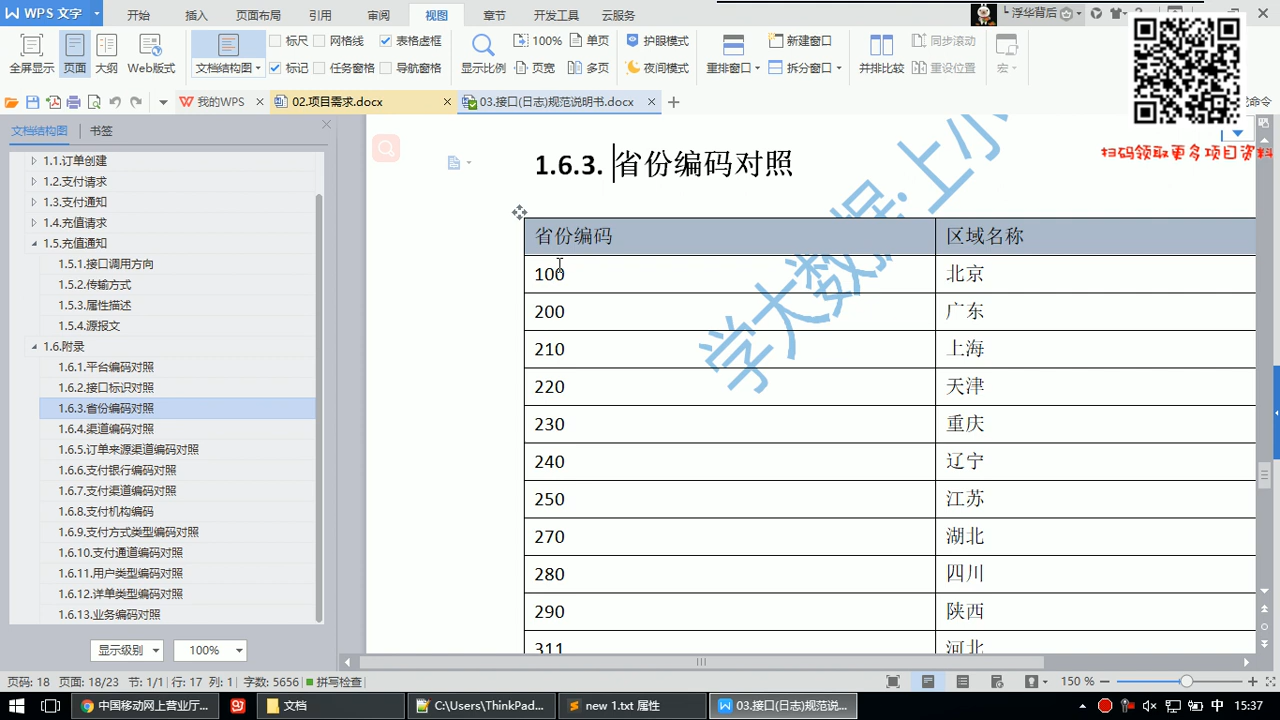 WPS 文字
开始
插入
页面布局
引用
审阅
视图
章节
开发工具
云服务
浮华背后
全屏显示
页面
大纲
Web版式
文档结构图
标尺
网格线
表格虚框
标记
任务窗格
导航窗格
显示比例
100%
单页
页宽
多页
护眼模式
夜间模式
重排窗口
新建窗口
拆分窗口
并排比较
同步滚动
重设位置
宏
我的WPS
02.项目需求.docx
03.接口(日志)规范说明书.docx
命令
扫码领取更多项目资料
文档结构图
书签
1.1.订单创建
1.2.支付请求
1.3.支付通知
1.4.充值请求
1.5.充值通知
1.5.1.接口调用方向
1.5.2.传输方式
1.5.3.属性描述
1.5.4.源报文
1.6.附录
1.6.1.平台编码对照
1.6.2.接口标识对照
1.6.3.省份编码对照
1.6.4.渠道编码对照
1.6.5.订单来源渠道编码对照
1.6.6.支付银行编码对照
1.6.7.支付渠道编码对照
1.6.8.支付机构编码
1.6.9.支付方式类型编码对照
1.6.10.支付通道编码对照
1.6.11.用户类型编码对照
1.6.12.详单类型编码对照
1.6.13.业务编码对照
显示级别
100%
1.6.3. 省份编码对照
学大数据:上小
省份编码 区域名称
100 北京
200 广东
210 上海
220 天津
230 重庆
240 辽宁
250 江苏
270 湖北
280 四川
290 陕西
311 河北
页码: 18 页面: 18/23 节: 1/1 行: 17 列: 1 字数: 5656 拼写检查
150 %
中国移动网上营业厅...
文档
C:\Users\ThinkPad...
new 1.txt 属性
03.接口(日志)规范说...
中
15:37